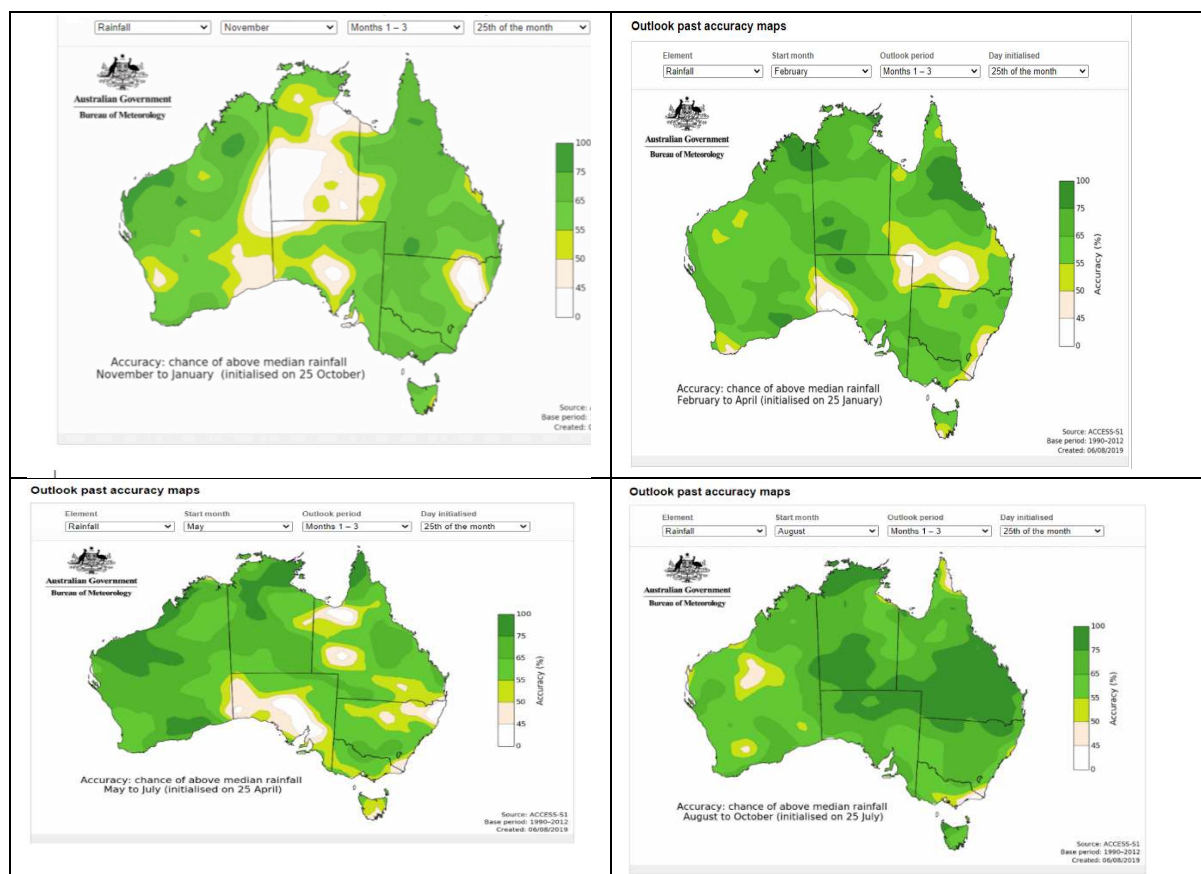 Rainfall November Months 1 – 3 25th of the month
Australian Government
Bureau of Meteorology
100
75
65
55
50
45
0
Accuracy: chance of above median rainfall
November to January (initialised on 25 October)
Source:
Base period:
Created:
Outlook past accuracy maps
Element Start month Outlook period Day initialised
Rainfall February Months 1 – 3 25th of the month
Australian Government
Bureau of Meteorology
100
75
65
55
50
45
0
Accuracy (%)
Accuracy: chance of above median rainfall
February to April (initialised on 25 January)
Source: ACCESS-S1
Base period: 1990–2012
Created: 06/08/2019
Outlook past accuracy maps
Element Start month Outlook period Day initialised
Rainfall May Months 1 – 3 25th of the month
Australian Government
Bureau of Meteorology
100
75
65
55
50
45
0
Accuracy (%)
Accuracy: chance of above median rainfall
May to July (initialised on 25 April)
Source: ACCESS-S1
Base period: 1990–2012
Created: 06/08/2019
Outlook past accuracy maps
Element Start month Outlook period Day initialised
Rainfall August Months 1 – 3 25th of the month
Australian Government
Bureau of Meteorology
100
75
65
55
50
45
0
Accuracy (%)
Accuracy: chance of above median rainfall
August to October (initialised on 25 July)
Source: ACCESS-S1
Base period: 1990–2012
Created: 06/08/2019